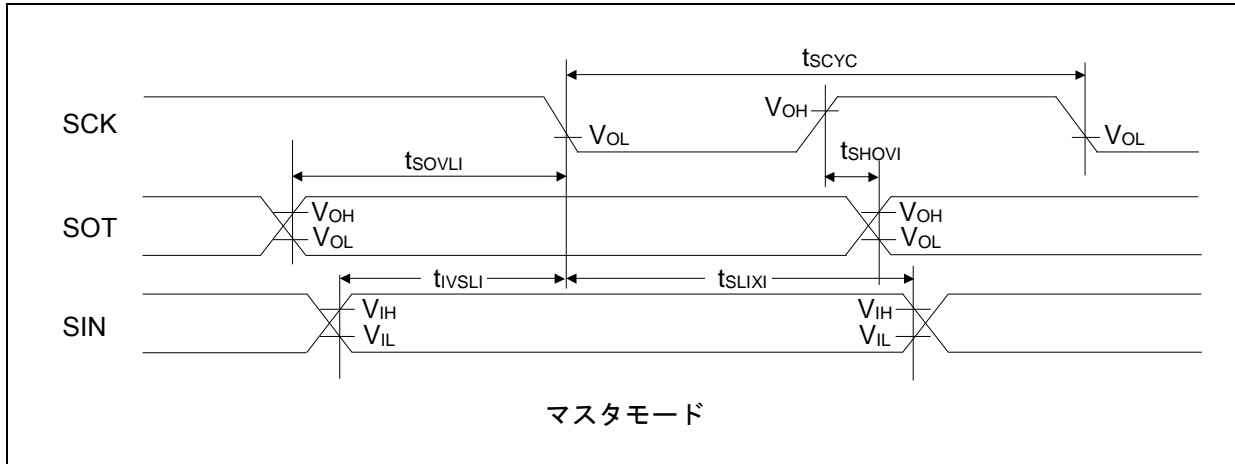 tSCYC
SCK
VOH
VOL
VOL
tSHOVI
tSOVLI
SOT
VOH
VOL
VOH
VOL
tIVSLI
tSLIXI
SIN
VIH
VIL
VIH
VIL
マスタモード